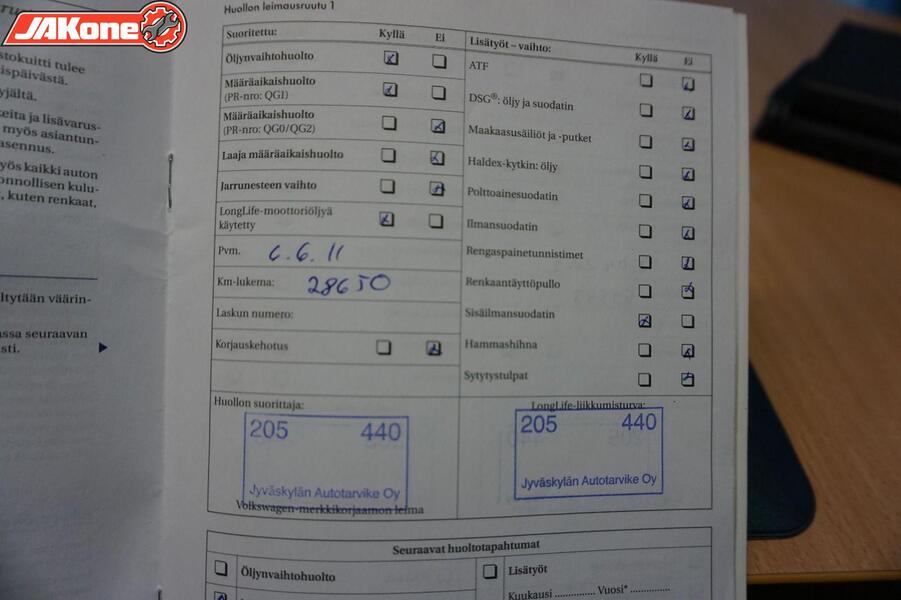 JAKone
Huollon leimausruutu 1
stokuitti tulee
ispäivästä.
yjältä.
eita ja lisävarus-
myös asiantun-
asennus.
yös kaikki auton
onnollisen kulu-
, kuten renkaat,
ltytään väärin-
assa seuraavan
sti.
Suoritettu: Kyllä Ei
Öljynvaihtohuolto
Määräaikaishuolto
(PR-nro: QG1)
Määräaikaishuolto
(PR-nro: QG0/QG2)
Laaja määräaikaishuolto
Jarrunesteen vaihto
LongLife-moottoriöljyä
käytetty
Pvm. 6.6.11
Km-lukema: 28650
Laskun numero:
Korjauskehotus
Lisätyöt – vaihto: Kyllä Ei
ATF
DSG®: öljy ja suodatin
Maakaasusäiliöt ja -putket
Haldex-kytkin: öljy
Polttoainesuodatin
Ilmansuodatin
Rengaspainetunnistimet
Renkaantäyttöpullo
Sisäilmansuodatin
Hammashihna
Sytytystulpat
Huollon suorittaja:
205 440
Jyväskylän Autotarvike Oy
Volkswagen-merkkikorjaamon leima
LongLife-liikkumisturva:
205 440
Jyväskylän Autotarvike Oy
Seuraavat huoltotapahtumat
Öljynvaihtohuolto
Lisätyöt
Kuukausi .............. Vuosi* ..............